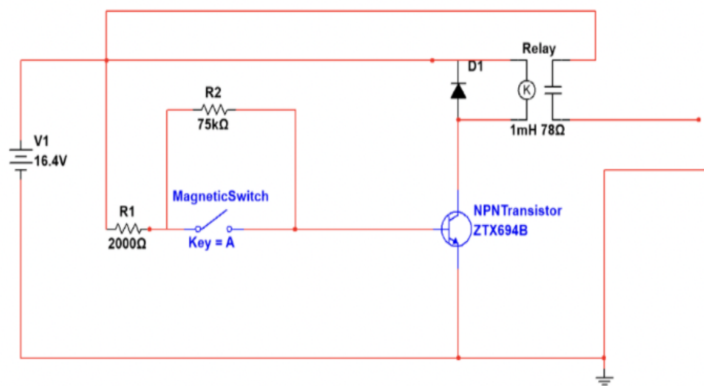 Relay
D1
K
1mH 78Ω
R2
75kΩ
V1
16.4V
MagneticSwitch
Key = A
R1
2000Ω
NPNTransistor
ZTX694B